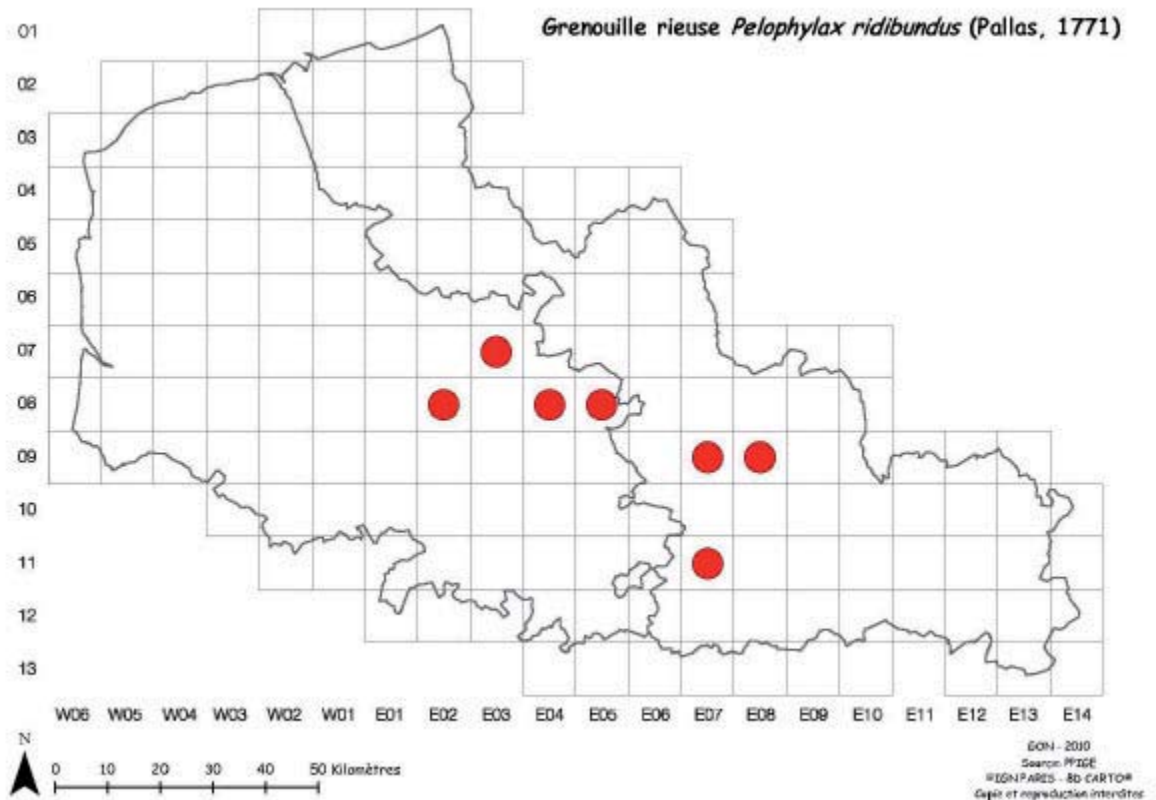 Grenouille rieuse Pelophylax ridibundus (Pallas, 1771)
01
02
03
04
05
06
07
08
09
10
11
12
13
W06 W05 W04 W03 W02 W01 E01 E02 E03 E04 E05 E06 E07 E08 E09 E10 E11 E12 E13 E14
N
0 10 20 30 40 50 Kilomètres
GON - 2010
Source: PPIGE
©IGN PARIS - BD CARTO®
Copie et reproduction interdites